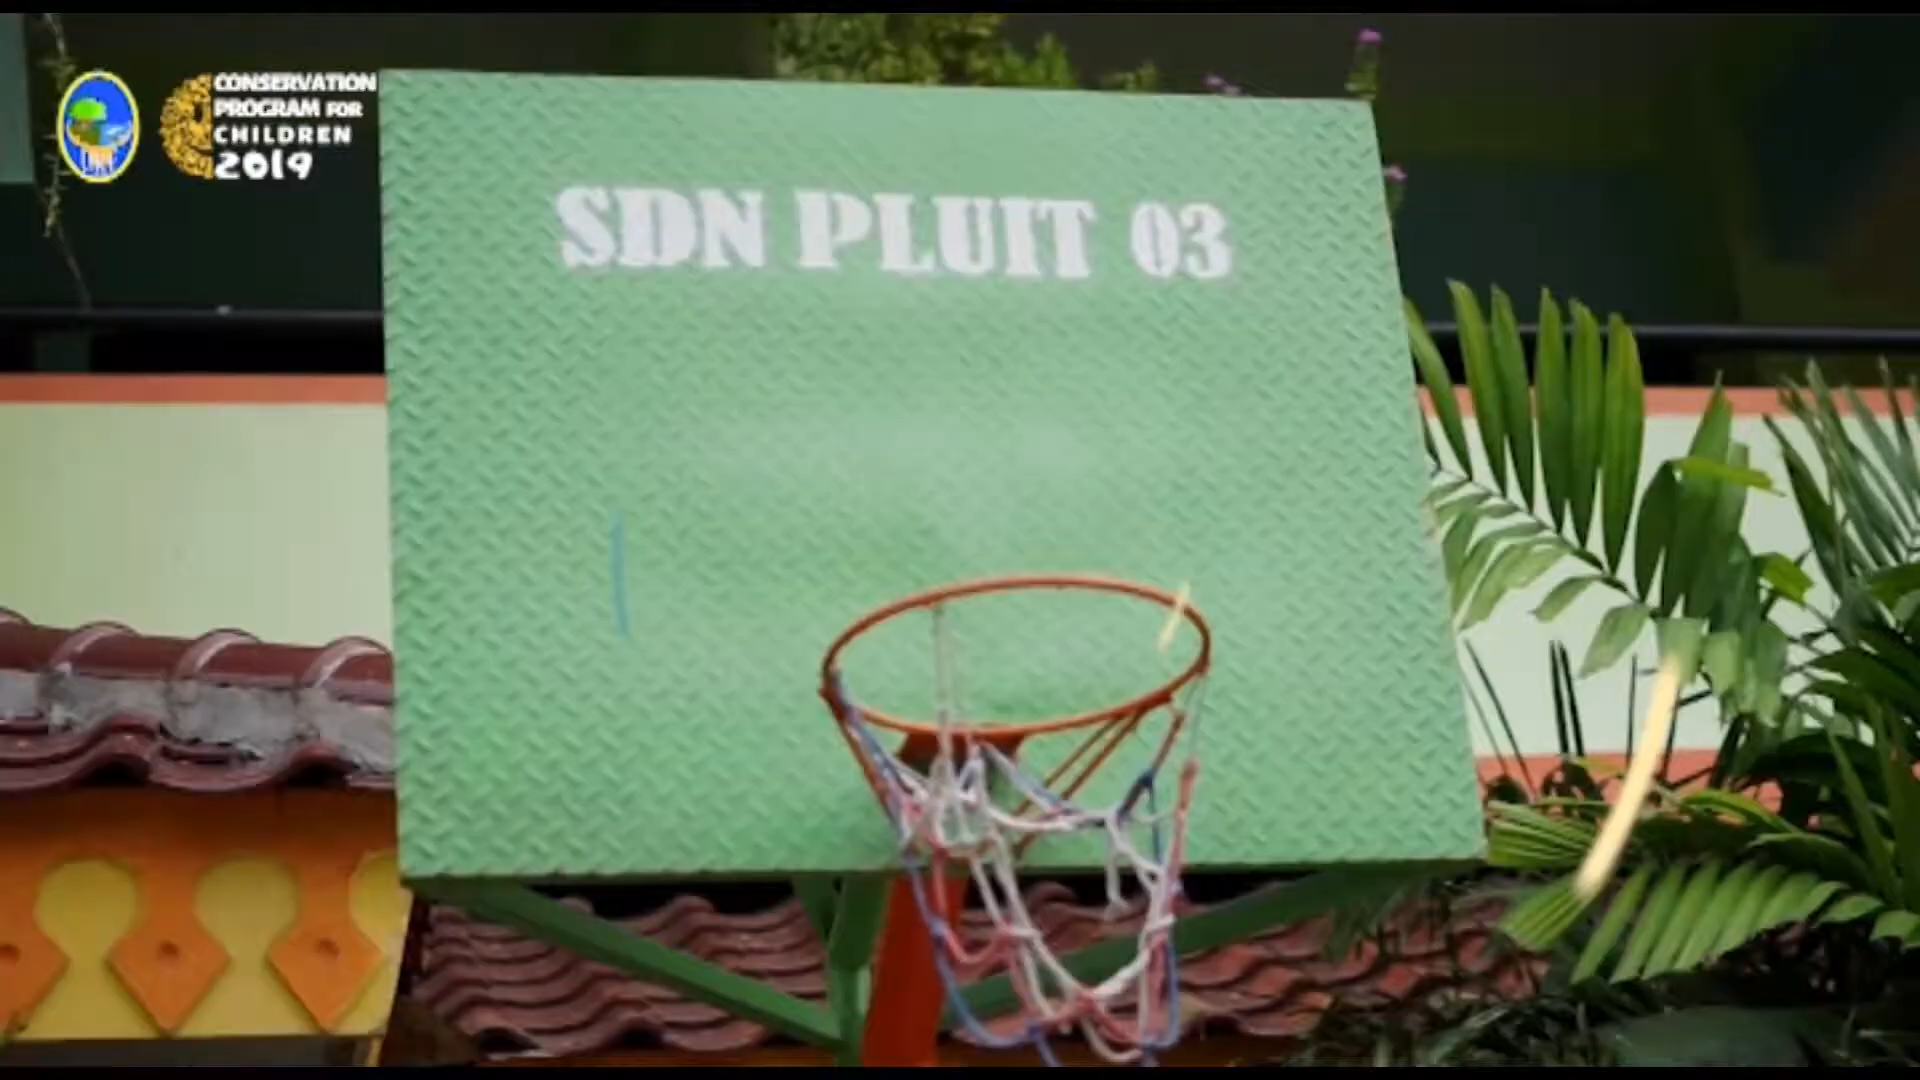 CONSERVATION
PROGRAM FOR
CHILDREN
2019
SDN PLUIT 03